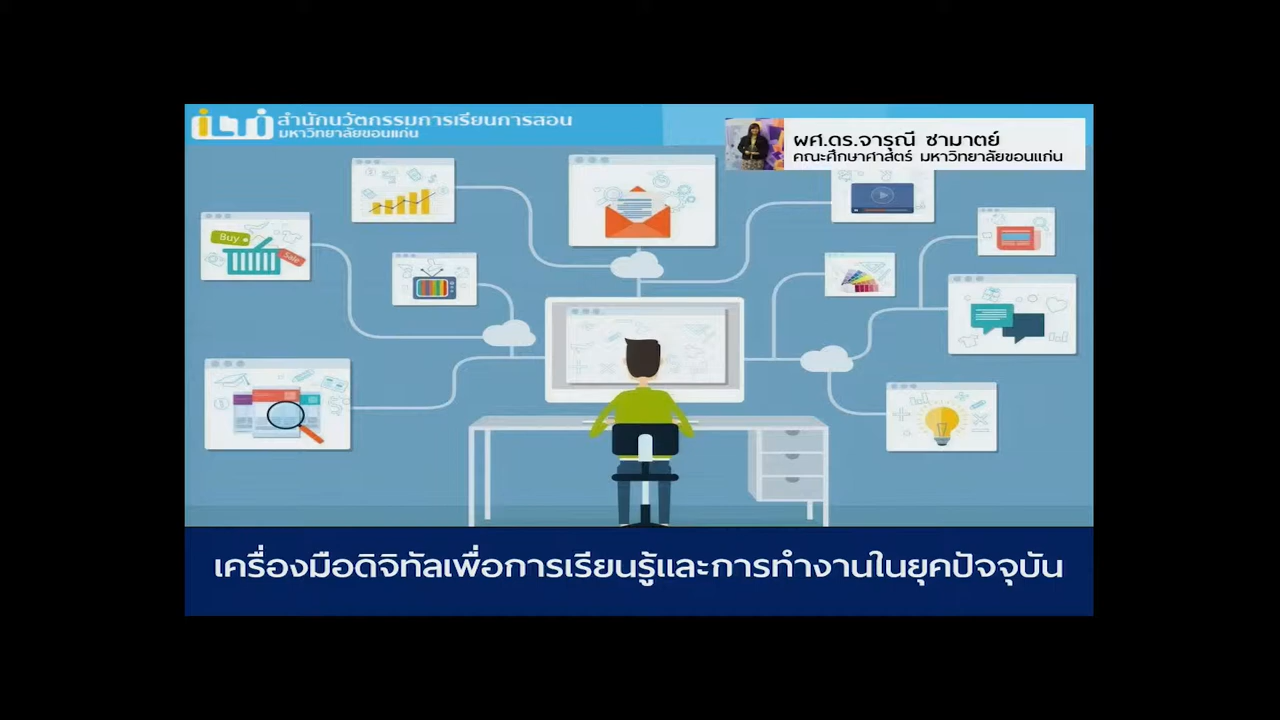 สำนักนวัตกรรมการเรียนการสอน
มหาวิทยาลัยขอนแก่น
ผศ.ดร.จารุณี ซามาตย์
คณะศึกษาศาสตร์ มหาวิทยาลัยขอนแก่น
Buy
Sale
เครื่องมือดิจิทัลเพื่อการเรียนรู้และการทำงานในยุคปัจจุบัน